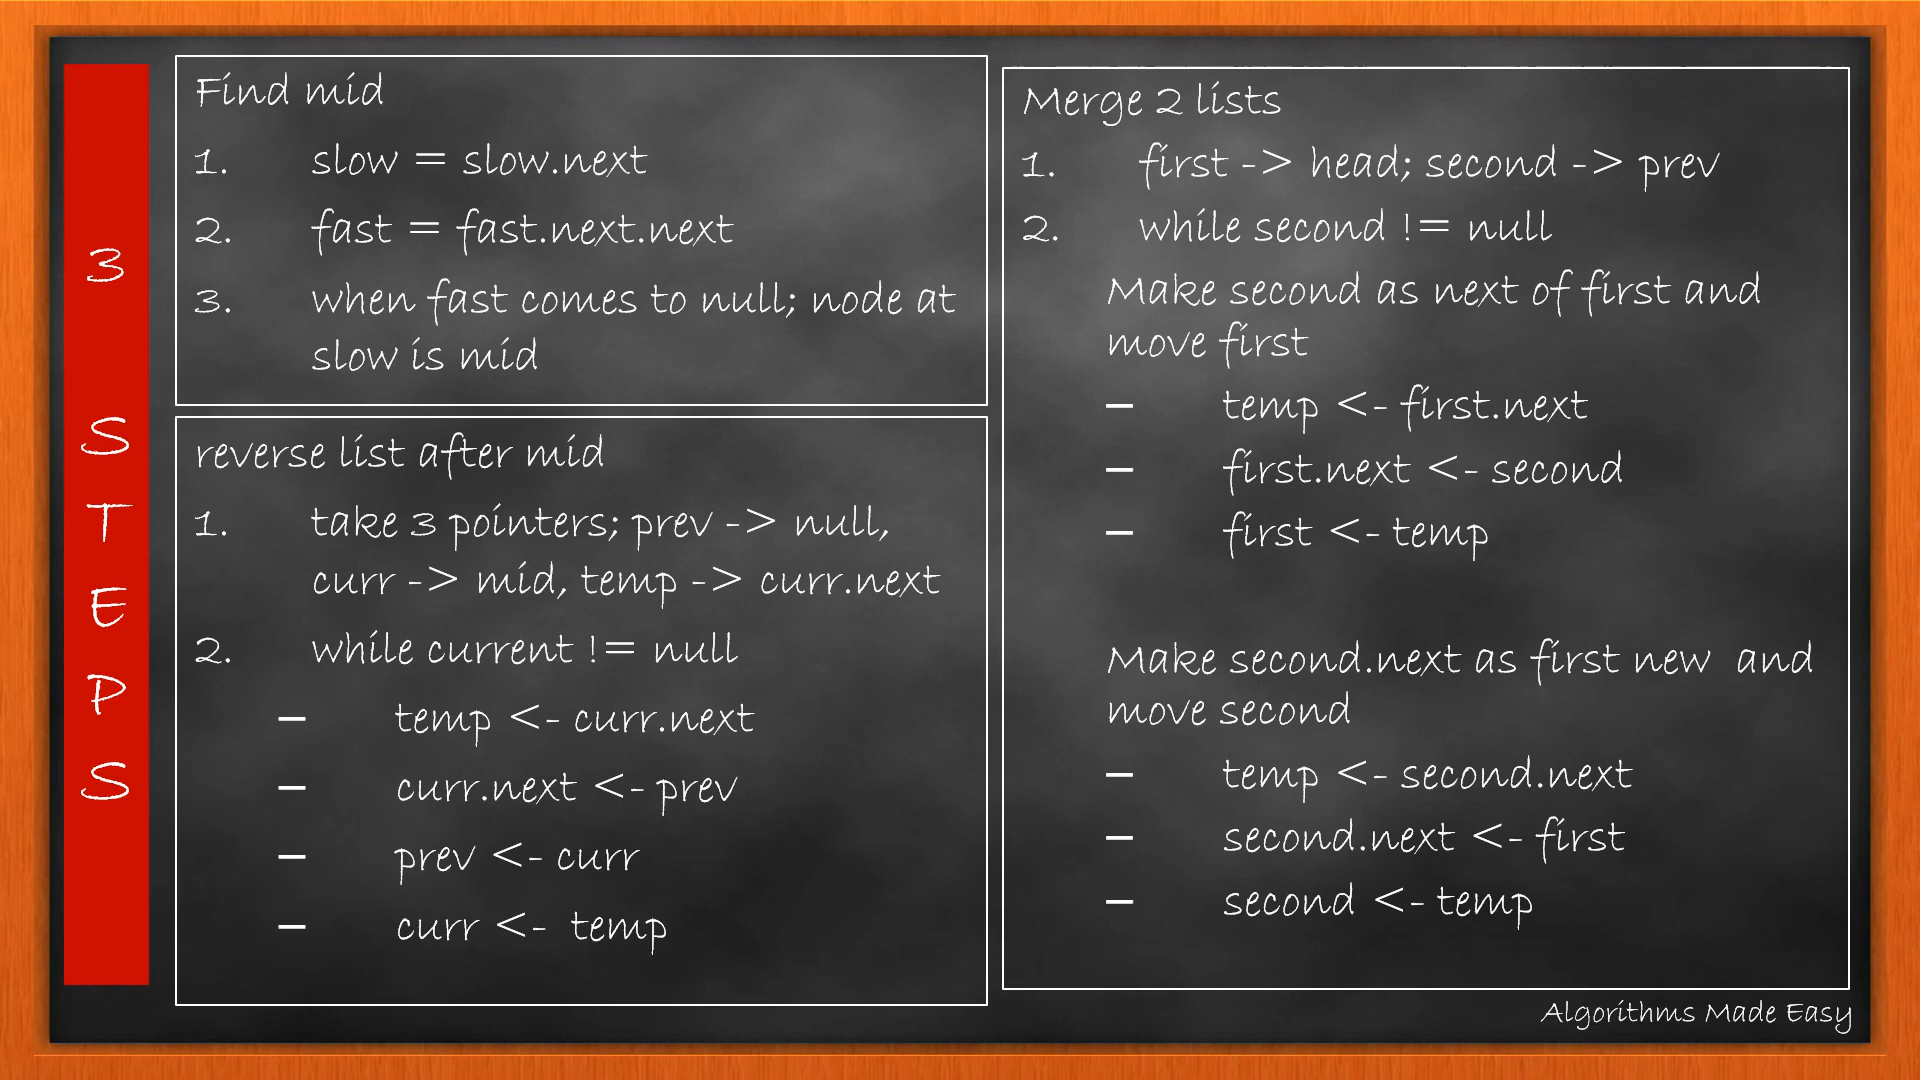 3
STEPS
Find mid
1. slow = slow.next
2. fast = fast.next.next
3. when fast comes to null; node at
slow is mid
reverse list after mid
1. take 3 pointers; prev -> null,
curr -> mid, temp -> curr.next
2. while current != null
– temp <- curr.next
– curr.next <- prev
– prev <- curr
– curr <- temp
Merge 2 lists
1. first -> head; second -> prev
2. while second != null
Make second as next of first and
move first
– temp <- first.next
– first.next <- second
– first <- temp
Make second.next as first new and
move second
– temp <- second.next
– second.next <- first
– second <- temp
Algorithms Made Easy